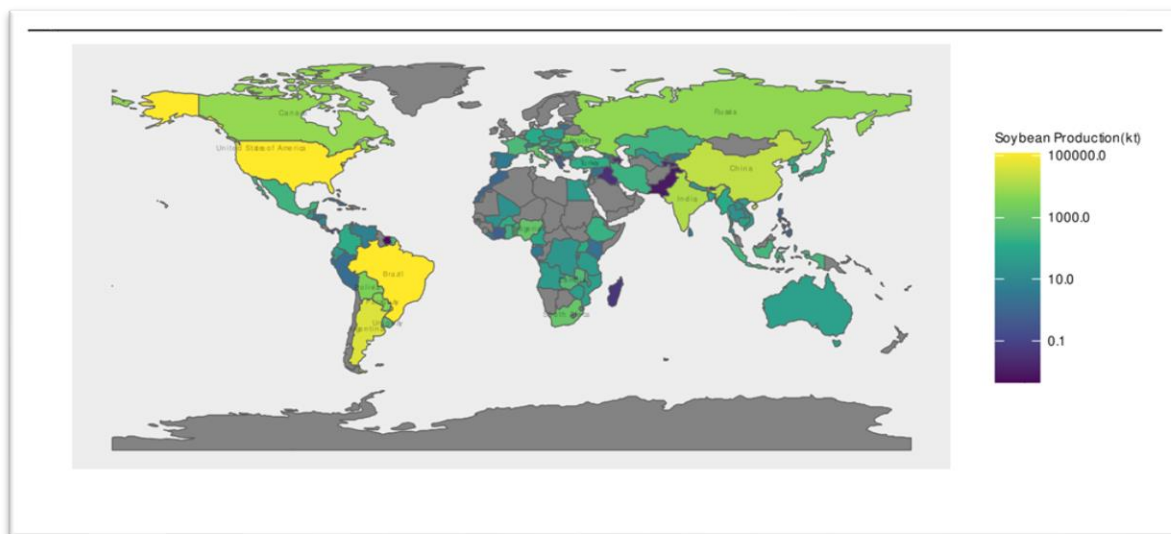 Canada
Russia
United States of America
China
India
Brazil
Soybean Production(kt)
100000.0
1000.0
10.0
0.1